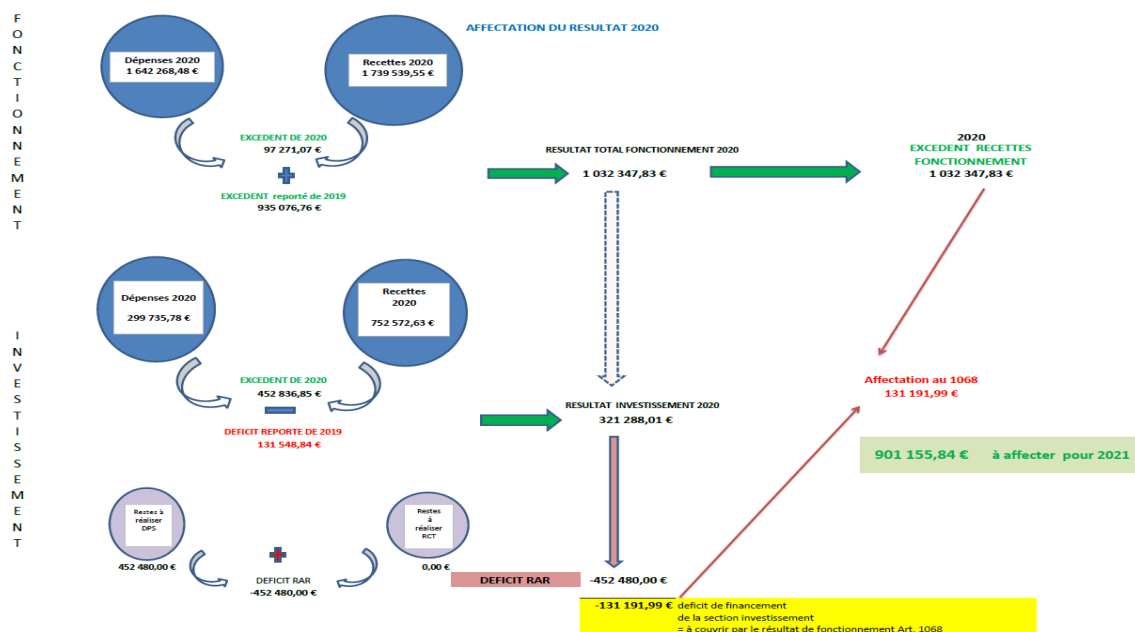 FONCTIONNEMENT
AFFECTATION DU RESULTAT 2020
Dépenses 2020
1 642 268,48 €
Recettes 2020
1 739 539,55 €
EXCEDENT DE 2020
97 271,07 €
EXCEDENT reporté de 2019
935 076,76 €
RESULTAT TOTAL FONCTIONNEMENT 2020
1 032 347,83 €
2020
EXCEDENT RECETTES
FONCTIONNEMENT
1 032 347,83 €
INVESTISSEMENT
Dépenses 2020
299 735,78 €
Recettes
2020
752 572,63 €
EXCEDENT DE 2020
452 836,85 €
DEFICIT REPORTE DE 2019
131 548,84 €
RESULTAT INVESTISSEMENT 2020
321 288,01 €
Affectation au 1068
131 191,99 €
901 155,84 € à affecter pour 2021
Restes à
réaliser
DPS
452 480,00 €
Restes
à
réaliser
RCT
0,00 €
DEFICIT RAR
-452 480,00 €
DEFICIT RAR -452 480,00 €
-131 191,99 € deficit de financement
de la section investissement
= à couvrir par le résultat de fonctionnement Art. 1068